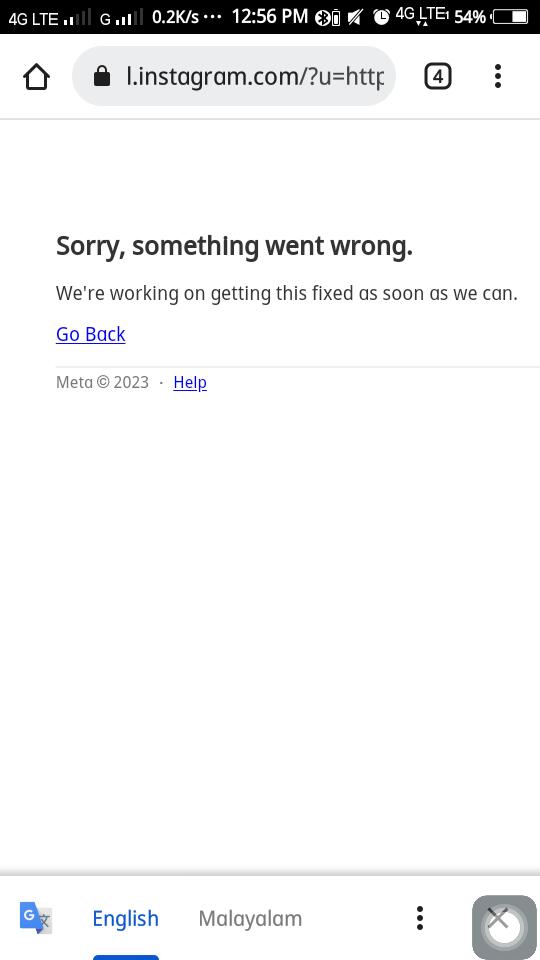 4G LTE G 0.2K/s ... 12:56 PM 4G LTE 54%
l.instagram.com/?u=http
4
Sorry, something went wrong.
We're working on getting this fixed as soon as we can.
Go Back
Meta © 2023 · Help
G 文 English Malayalam